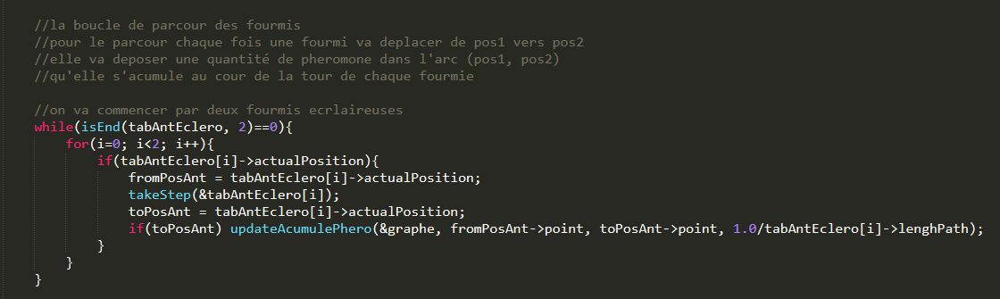 //la boucle de parcour des fourmis
//pour le parcour chaque fois une fourmi va deplacer de pos1 vers pos2
//elle va deposer une quantité de pheromone dans l'arc (pos1, pos2)
//qu'elle s'acumule au cour de la tour de chaque fourmie
//on va commencer par deux fourmis ecrlaireuses
while(isEnd(tabAntEclero, 2)==0){
for(i=0; i<2; i++){
if(tabAntEclero[i]->actualPosition){
fromPosAnt = tabAntEclero[i]->actualPosition;
takeStep(&tabAntEclero[i]);
toPosAnt = tabAntEclero[i]->actualPosition;
if(toPosAnt) updateAcumulePhero(&graphe, fromPosAnt->point, toPosAnt->point, 1.0/tabAntEclero[i]->lenghPath);
}
}
}